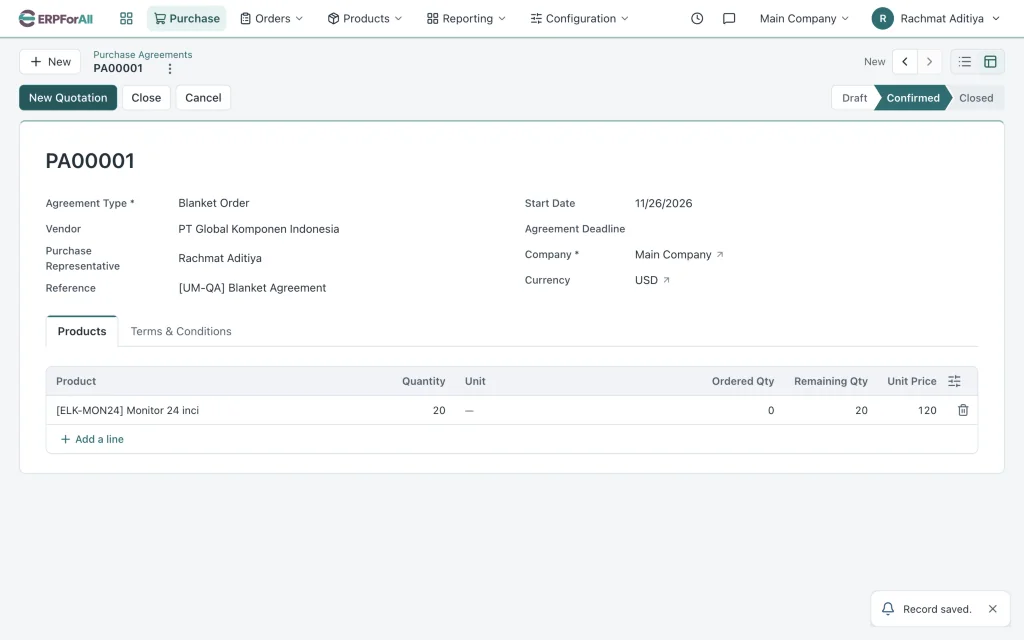 ERPForAll
Purchase
Orders
Products
Reporting
Configuration
Main Company
R
Rachmat Aditiya
New
Purchase Agreements
PA00001
New
New Quotation
Close
Cancel
Draft
Confirmed
Closed
PA00001
Agreement Type *
Blanket Order
Start Date
11/26/2026
Vendor
PT Global Komponen Indonesia
Agreement Deadline
Purchase
Representative
Rachmat Aditiya
Company *
Main Company
Reference
[UM-QA] Blanket Agreement
Currency
USD
Products
Terms & Conditions
Product
Quantity
Unit
Ordered Qty
Remaining Qty
Unit Price
[ELK-MON24] Monitor 24 inci
20
—
0
20
120
Add a line
Record saved.